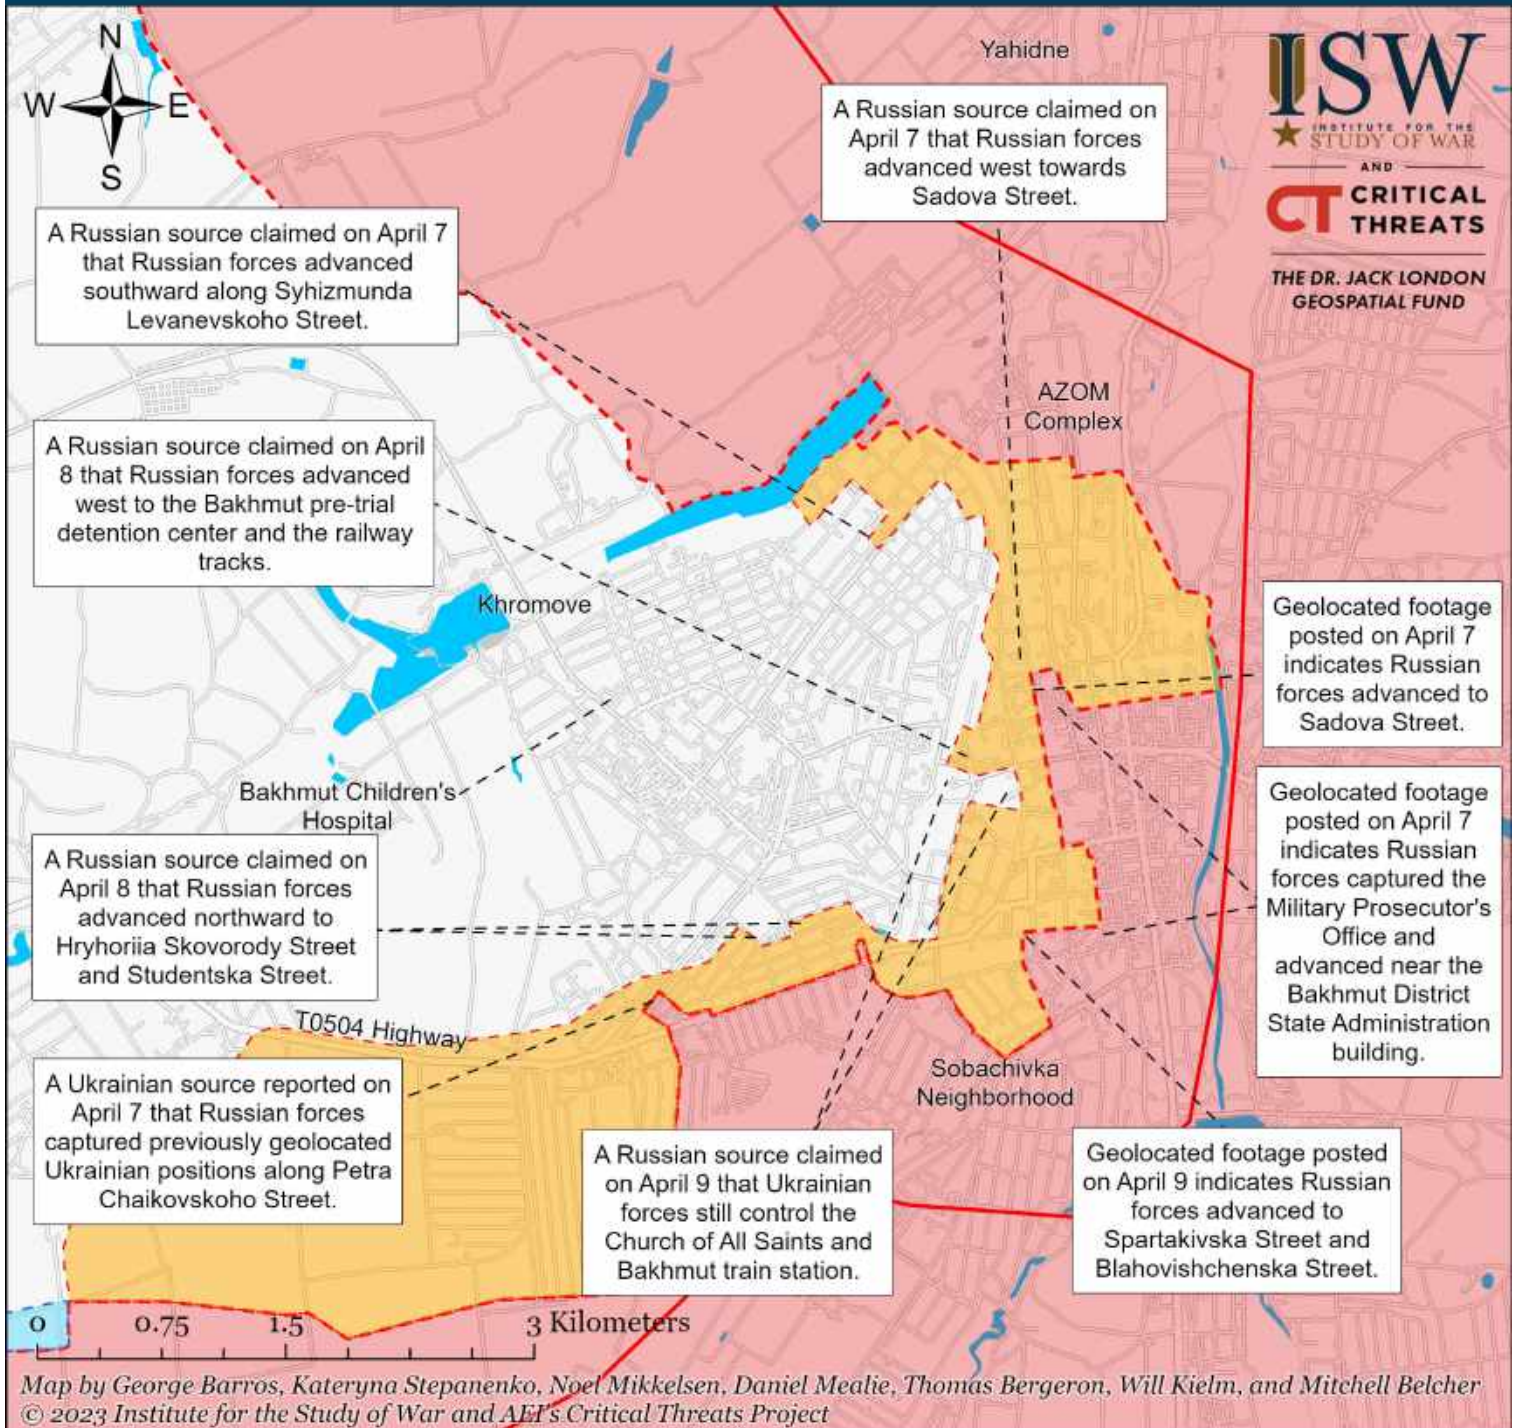 N
W
E
S
Yahidne
ISW
INSTITUTE FOR THE
STUDY OF WAR
AND
CT CRITICAL
THREATS
THE DR. JACK LONDON
GEOSPATIAL FUND
A Russian source claimed on
April 7 that Russian forces
advanced west towards
Sadova Street.
A Russian source claimed on April 7
that Russian forces advanced
southward along Syhizmunda
Levanevskoho Street.
AZOM
Complex
A Russian source claimed on April
8 that Russian forces advanced
west to the Bakhmut pre-trial
detention center and the railway
tracks.
Khromove
Geolocated footage
posted on April 7
indicates Russian
forces advanced to
Sadova Street.
Bakhmut Children's
Hospital
Geolocated footage
posted on April 7
indicates Russian
forces captured the
Military Prosecutor's
Office and
advanced near the
Bakhmut District
State Administration
building.
A Russian source claimed on
April 8 that Russian forces
advanced northward to
Hryhoriia Skovorody Street
and Studentska Street.
T0504 Highway
Sobachivka
Neighborhood
A Ukrainian source reported on
April 7 that Russian forces
captured previously geolocated
Ukrainian positions along Petra
Chaikovskoho Street.
A Russian source claimed
on April 9 that Ukrainian
forces still control the
Church of All Saints and
Bakhmut train station.
Geolocated footage posted
on April 9 indicates Russian
forces advanced to
Spartakivska Street and
Blahovishchenska Street.
0 0.75 1.5 3 Kilometers
Map by George Barros, Kateryna Stepanenko, Noel Mikkelsen, Daniel Mealie, Thomas Bergeron, Will Kielm, and Mitchell Belcher
© 2023 Institute for the Study of War and AEI's Critical Threats Project